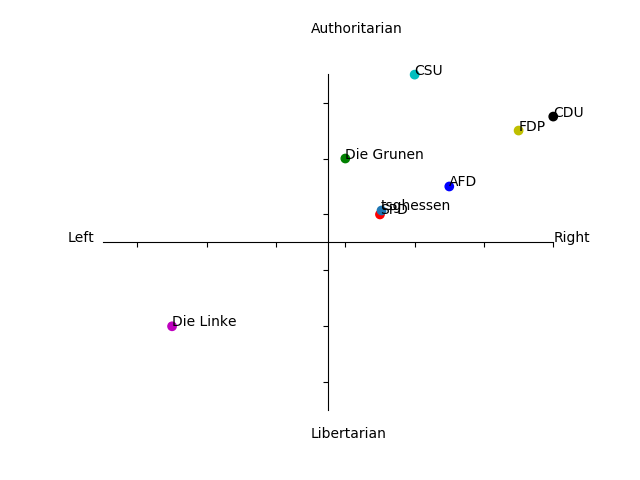 Authoritarian
CSU
CDU
FDP
Die Grunen
AFD
tsghessen
SPD
Left
Right
Die Linke
Libertarian